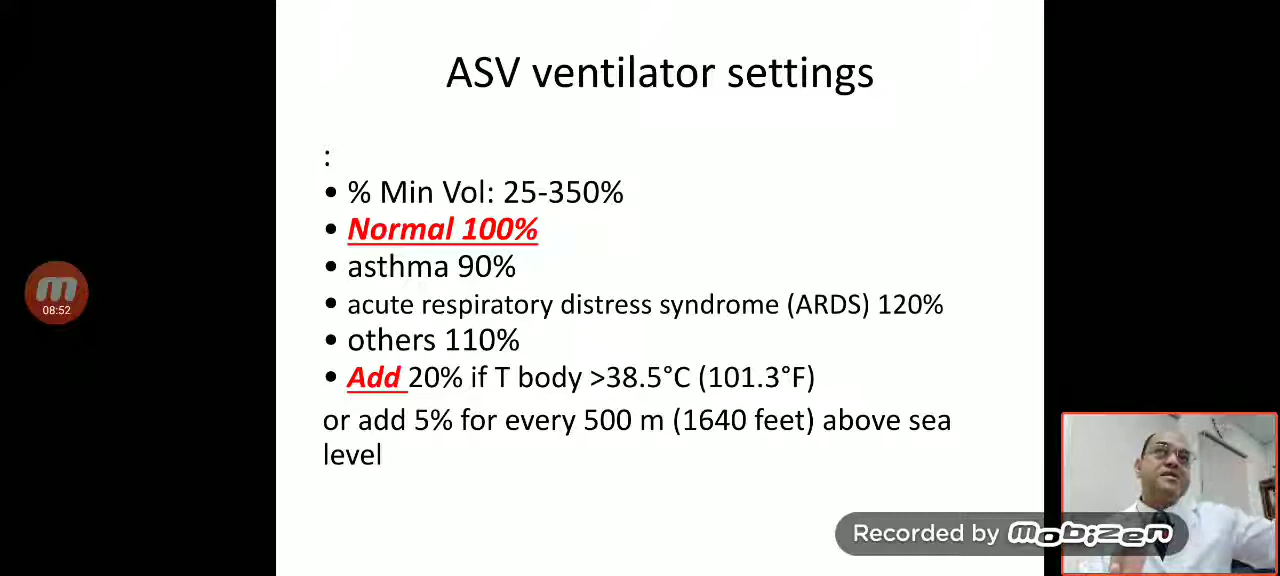 ASV ventilator settings
:
• % Min Vol: 25-350%
• Normal 100%
• asthma 90%
• acute respiratory distress syndrome (ARDS) 120%
• others 110%
• Add 20% if T body >38.5°C (101.3°F)
or add 5% for every 500 m (1640 feet) above sea
level
08:52
Recorded by mobizen